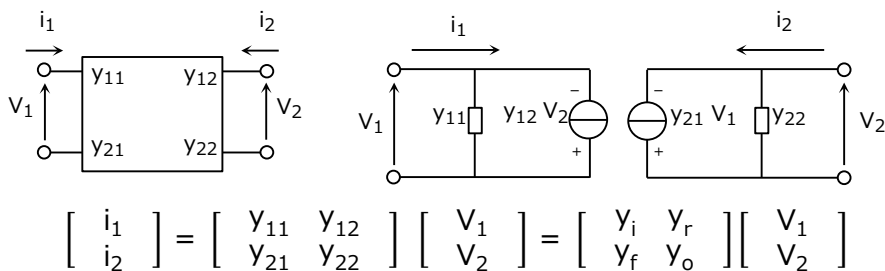 i₁ i₂ i₁ i₂
y₁₁ y₁₂ − −
V₁ V₂ V₁ y₁₁ y₁₂ V₂ y₂₁ V₁ y₂₂ V₂
y₂₁ y₂₂ + +
[ i₁ ] = [ y₁₁ y₁₂ ] [ V₁ ] = [ yᵢ yᵣ ] [ V₁ ]
[ i₂ ] [ y₂₁ y₂₂ ] [ V₂ ] [ y_f yₒ ] [ V₂ ]